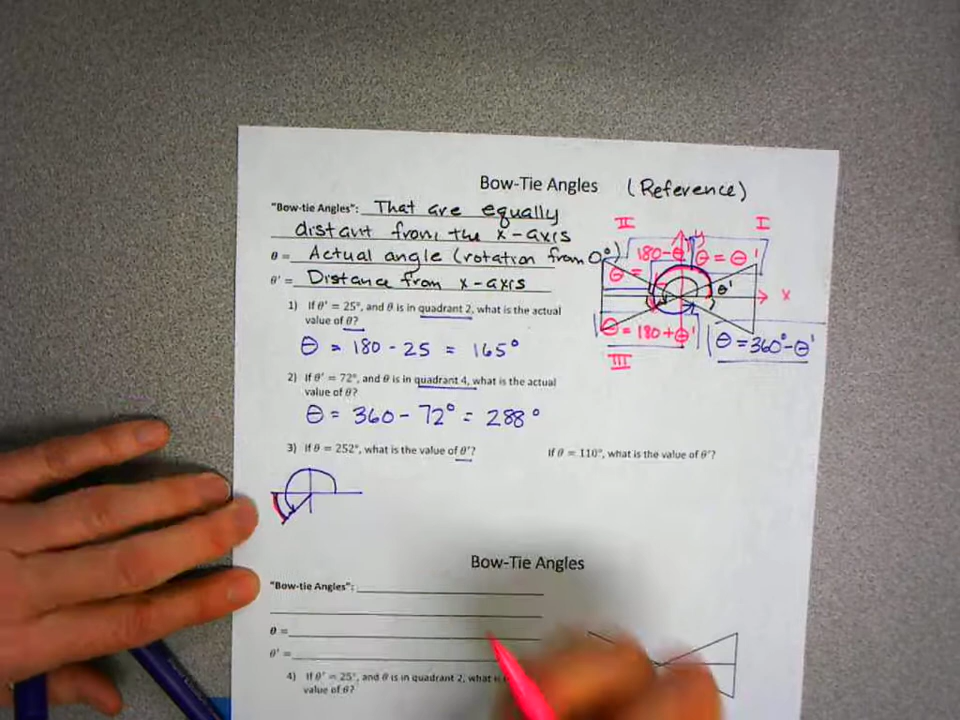 Bow-Tie Angles (Reference)
"Bow-tie Angles": That are equally
distant from the x-axis
θ = Actual angle (rotation from 0°)
θ' = Distance from x-axis
II I
y
180-θ' θ = θ'
θ =
θ'
x
θ = 180+θ' θ = 360°-θ'
III
1) If θ' = 25°, and θ is in quadrant 2, what is the actual
value of θ?
θ = 180 - 25 = 165°
2) If θ' = 72°, and θ is in quadrant 4, what is the actual
value of θ?
θ = 360 - 72° = 288°
3) If θ = 252°, what is the value of θ'? If θ = 110°, what is the value of θ'?
Bow-Tie Angles
"Bow-tie Angles":
θ =
θ' =
4) If θ' = 25°, and θ is in quadrant 2, what is
value of θ?